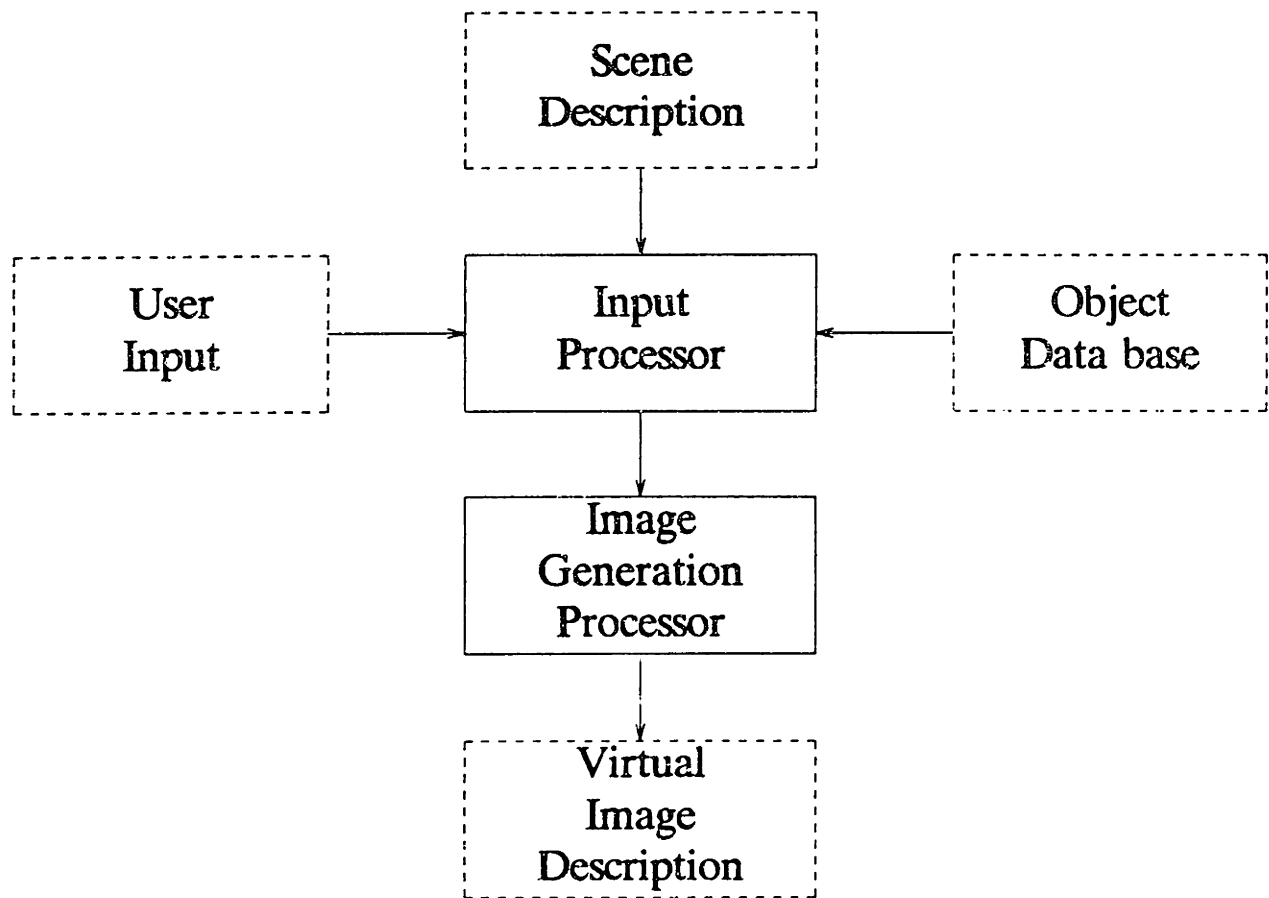 Scene
Description
User
Input
Input
Processor
Object
Data base
Image
Generation
Processor
Virtual
Image
Description